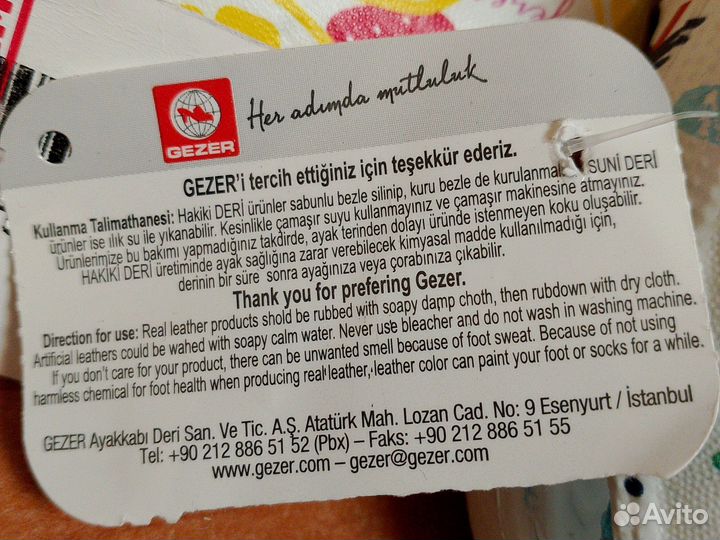 GEZER
Her adımda mutluluk
GEZER'i tercih ettiğiniz için teşekkür ederiz.
Kullanma Talimathanesi: Hakiki DERİ ürünler sabunlu bezle silinip, kuru bezle de kurulanmalı. SUNİ DERİ
ürünler ise ılık su ile yıkanabilir. Kesinlikle çamaşır suyu kullanmayınız ve çamaşır makinesine atmayınız.
Ürünlerimize bu bakımı yapmadığınız takdirde, ayak terinden dolayı üründe istenmeyen koku oluşabilir.
HAKİKİ DERİ üretiminde ayak sağlığına zarar verebilecek kimyasal madde kullanılmadığı için,
derinin bir süre sonra ayağınıza veya çorabınıza çıkabilir.
Thank you for prefering Gezer.
Direction for use: Real leather products shold be rubbed with soapy damp choth, then rubdown with dry cloth.
Artificial leathers could be wahed with soapy calm water. Never use bleacher and do not wash in washing machine.
If you don't care for your product, there can be unwanted smell because of foot sweat. Because of not using
harmless chemical for foot health when producing real leather, leather color can paint your foot or socks for a while.
GEZER Ayakkabı Deri San. Ve Tic. A.Ş. Atatürk Mah. Lozan Cad. No: 9 Esenyurt / İstanbul
Tel: +90 212 886 51 52 (Pbx) – Faks: +90 212 886 51 55
www.gezer.com – gezer@gezer.com
Avito